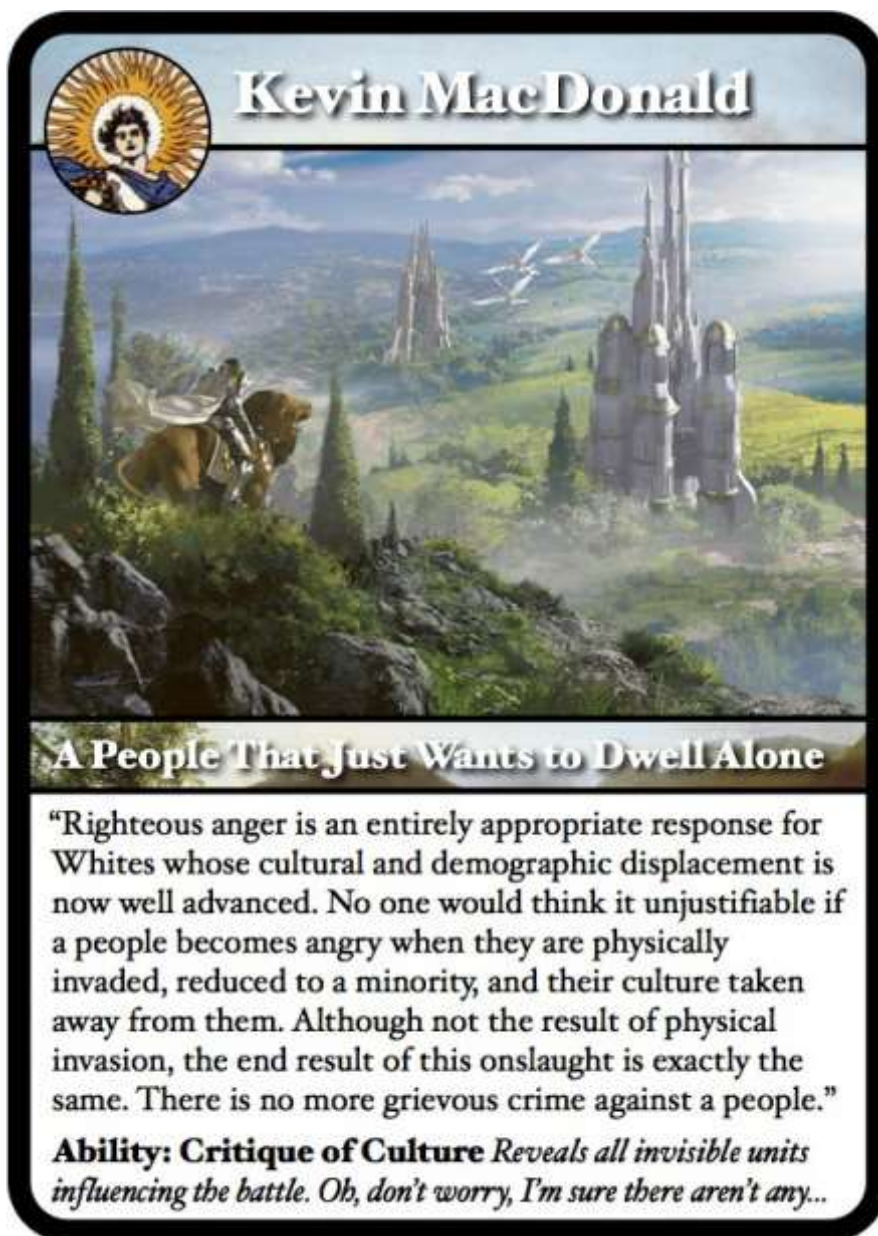 Kevin MacDonald
A People That Just Wants to Dwell Alone
“Righteous anger is an entirely appropriate response for
Whites whose cultural and demographic displacement is
now well advanced. No one would think it unjustifiable if
a people becomes angry when they are physically
invaded, reduced to a minority, and their culture taken
away from them. Although not the result of physical
invasion, the end result of this onslaught is exactly the
same. There is no more grievous crime against a people.”
Ability: Critique of Culture Reveals all invisible units
influencing the battle. Oh, don’t worry, I’m sure there aren’t any...